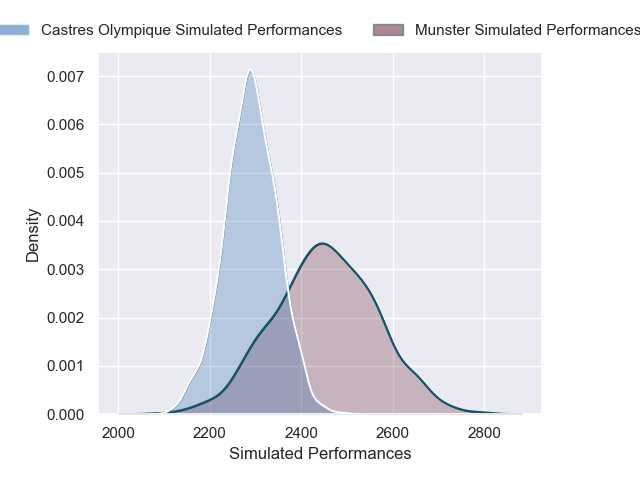 Castres Olympique Simulated Performances
Munster Simulated Performances
0.007
0.006
0.005
0.004
0.003
0.002
0.001
0.000
Density
2000 2200 2400 2600 2800
Simulated Performances